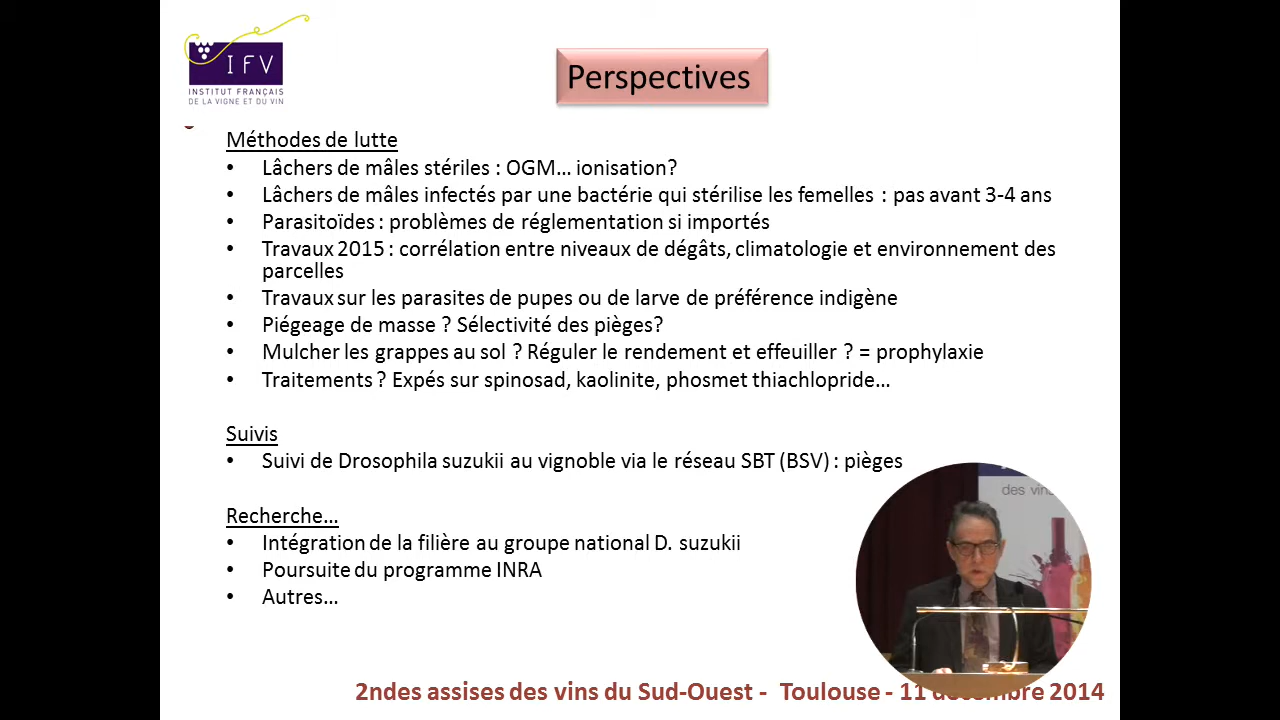 IFV
INSTITUT FRANÇAIS
DE LA VIGNE ET DU VIN
Perspectives
Méthodes de lutte
• Lâchers de mâles stériles : OGM... ionisation?
• Lâchers de mâles infectés par une bactérie qui stérilise les femelles : pas avant 3-4 ans
• Parasitoïdes : problèmes de réglementation si importés
• Travaux 2015 : corrélation entre niveaux de dégâts, climatologie et environnement des
parcelles
• Travaux sur les parasites de pupes ou de larve de préférence indigène
• Piégeage de masse ? Sélectivité des pièges?
• Mulcher les grappes au sol ? Réguler le rendement et effeuiller ? = prophylaxie
• Traitements ? Expés sur spinosad, kaolinite, phosmet thiachlopride...
Suivis
• Suivi de Drosophila suzukii au vignoble via le réseau SBT (BSV) : pièges
des vins
Recherche...
• Intégration de la filière au groupe national D. suzukii
• Poursuite du programme INRA
• Autres...
2ndes assises des vins du Sud-Ouest - Toulouse - 11 décembre 2014